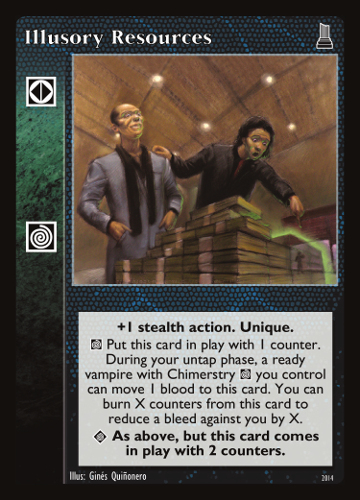 Illusory Resources
+1 stealth action. Unique.
Put this card in play with 1 counter.
During your untap phase, a ready
vampire with Chimerstry you control
can move 1 blood to this card. You can
burn X counters from this card to
reduce a bleed against you by X.
As above, but this card comes
in play with 2 counters.
Illus: Ginés Quiñonero
2014